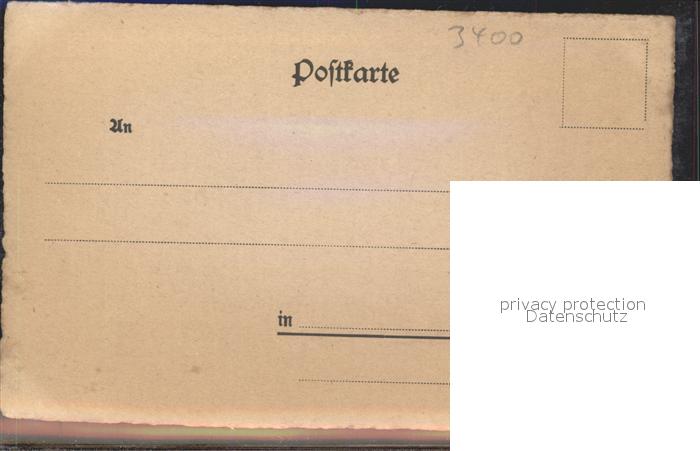 3400
Postkarte
An
in
privacy protection
Datenschutz